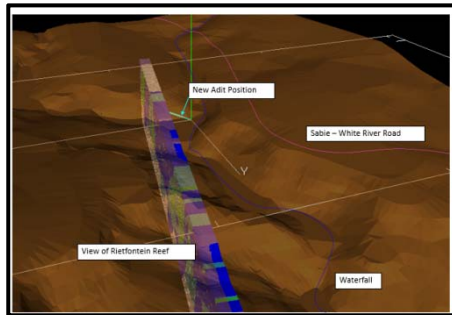 New Adit Position
Sabie – White River Road
Y
View of Rietfontein Reef
Waterfall